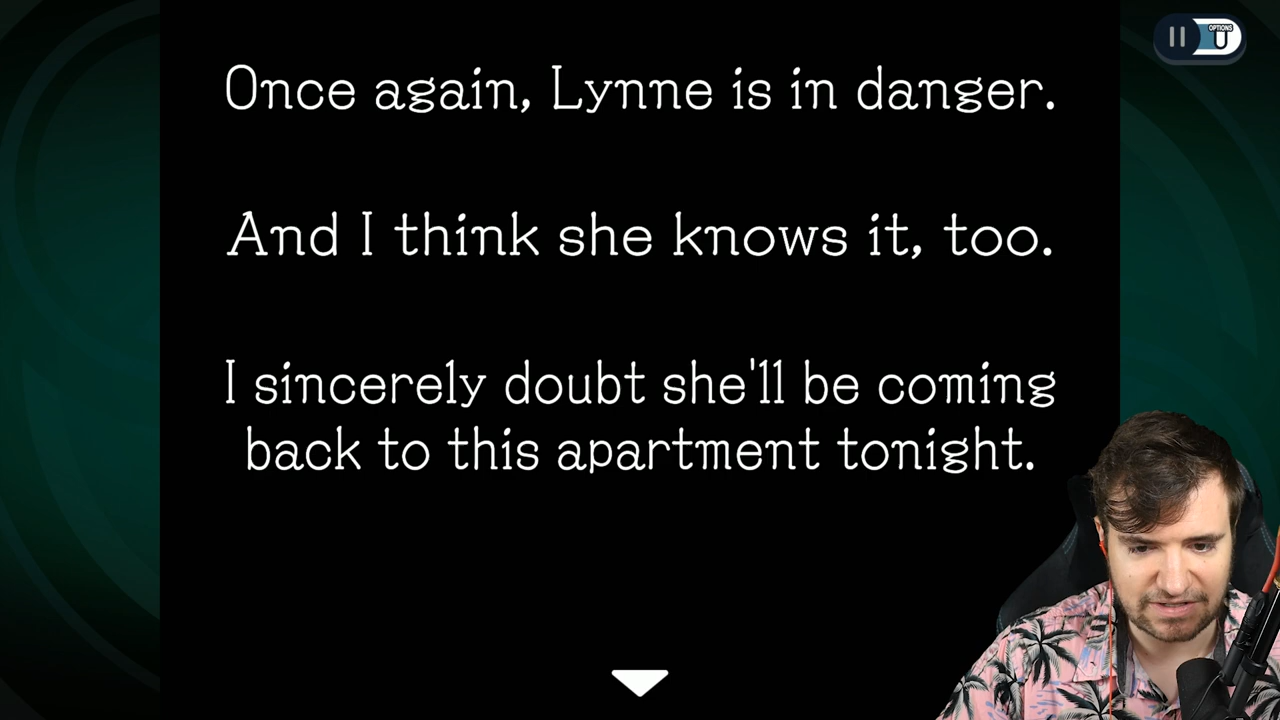 OPTIONS
Once again, Lynne is in danger.
And I think she knows it, too.
I sincerely doubt she'll be coming
back to this apartment tonight.